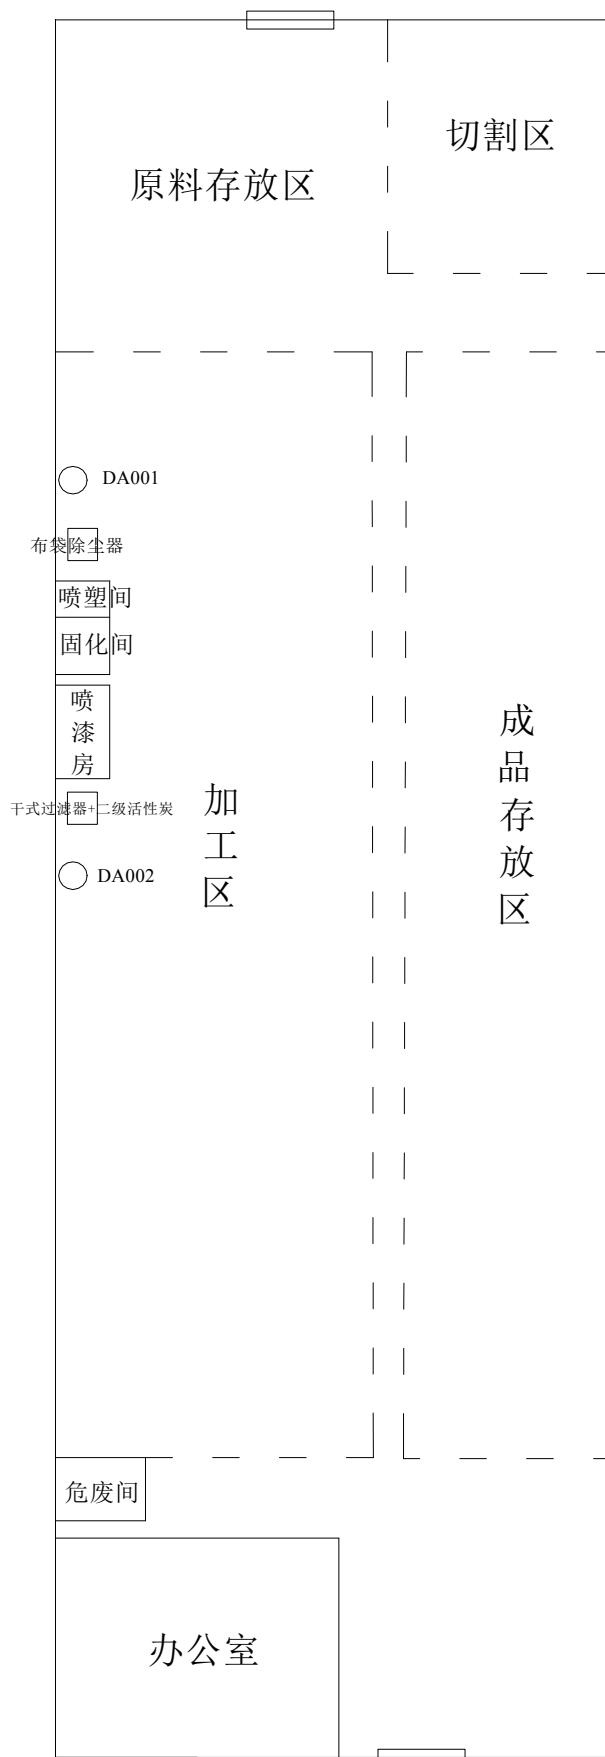 切割区
原料存放区
DA001
布袋除尘器
喷塑间
固化间
喷
漆
房
干式过滤器+二级活性炭
DA002
加
工
区
成
品
存
放
区
危废间
办公室